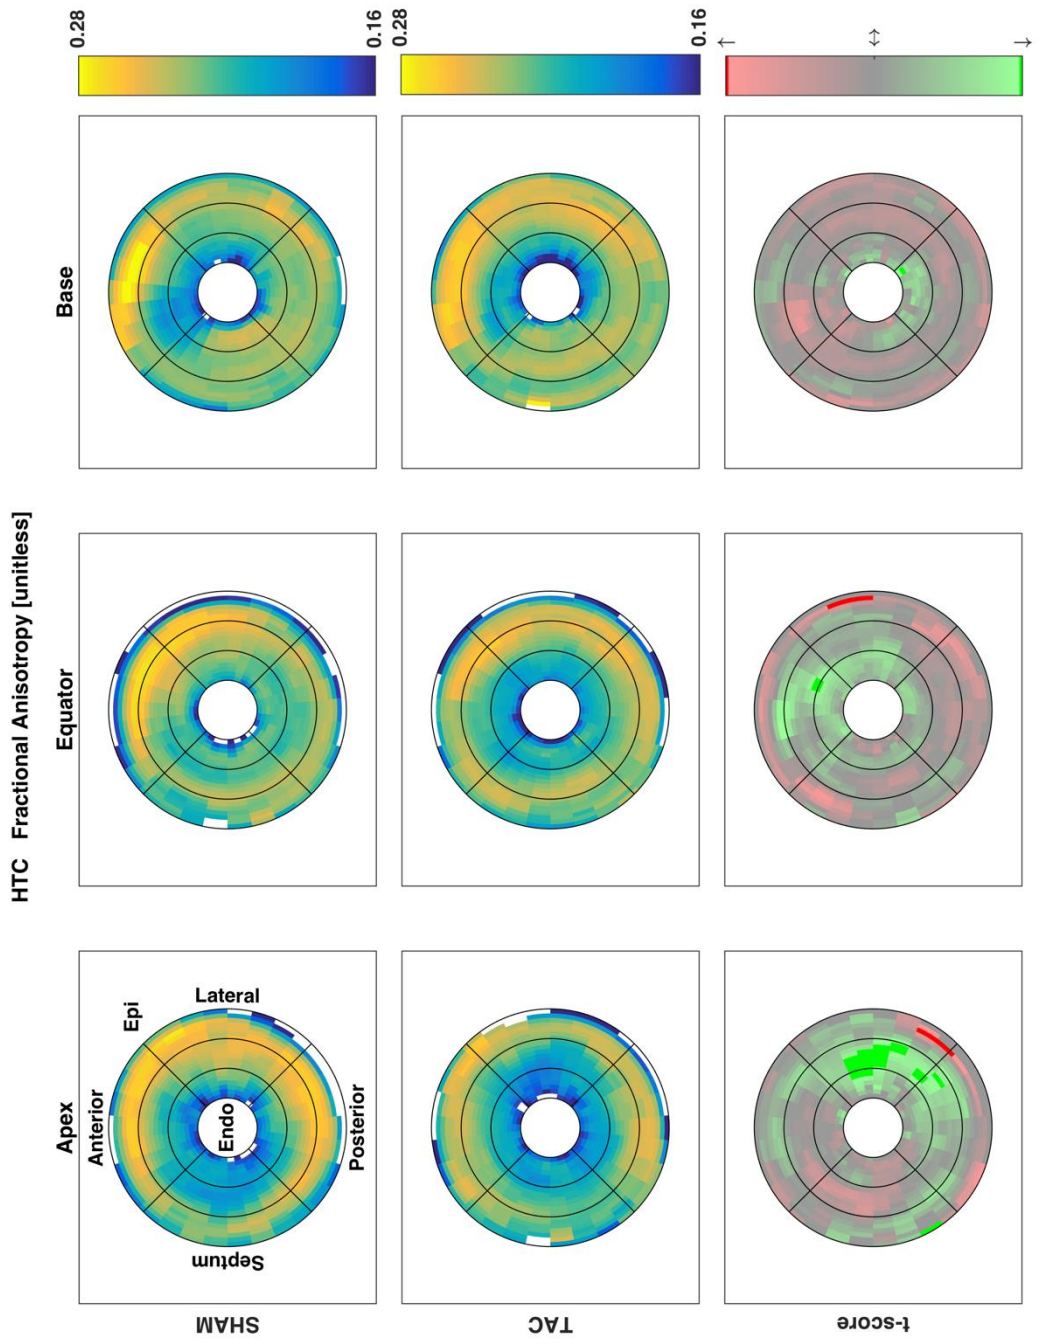 HTC Fractional Anisotropy [unitless]
Apex
Equator
Base
SHAM
Anterior
Epi
Lateral
Endo
Septum
Posterior
0.28
0.16
TAC
0.28
0.16
t-score
↑
↔
↓